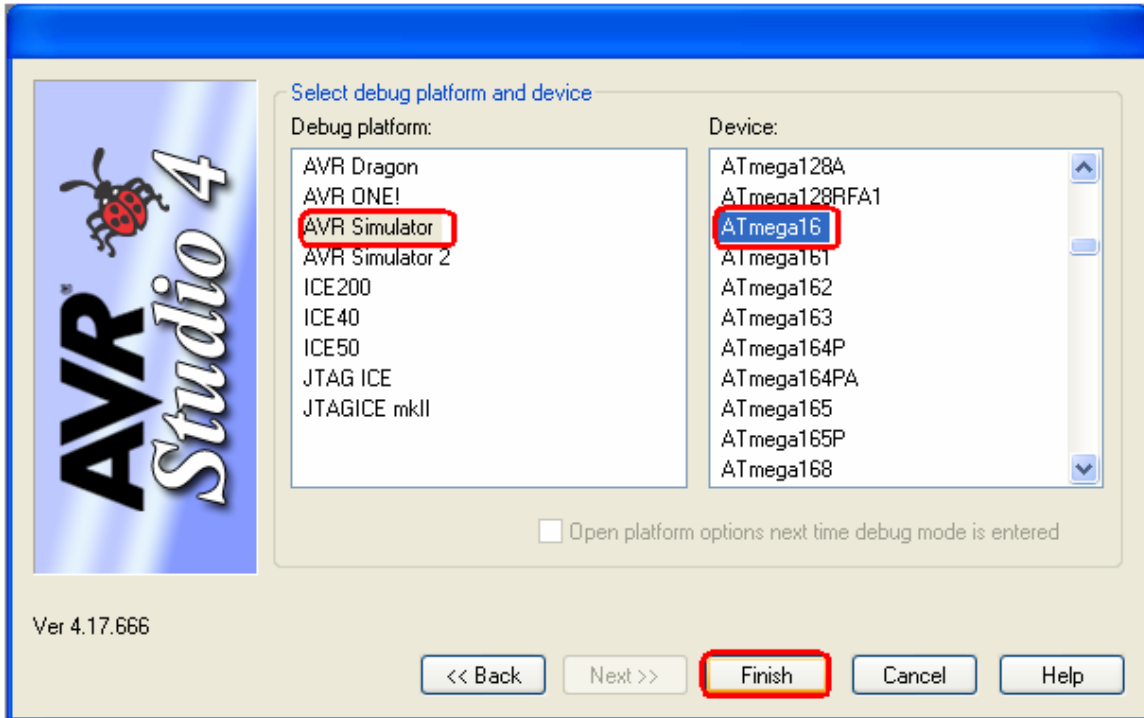 AVR® Studio 4
Select debug platform and device
Debug platform:
AVR Dragon
AVR ONE!
AVR Simulator
AVR Simulator 2
ICE200
ICE40
ICE50
JTAG ICE
JTAGICE mkII
Device:
ATmega128A
ATmega128RFA1
ATmega16
ATmega161
ATmega162
ATmega163
ATmega164P
ATmega164PA
ATmega165
ATmega165P
ATmega168
Open platform options next time debug mode is entered
Ver 4.17.666
<< Back
Next >>
Finish
Cancel
Help